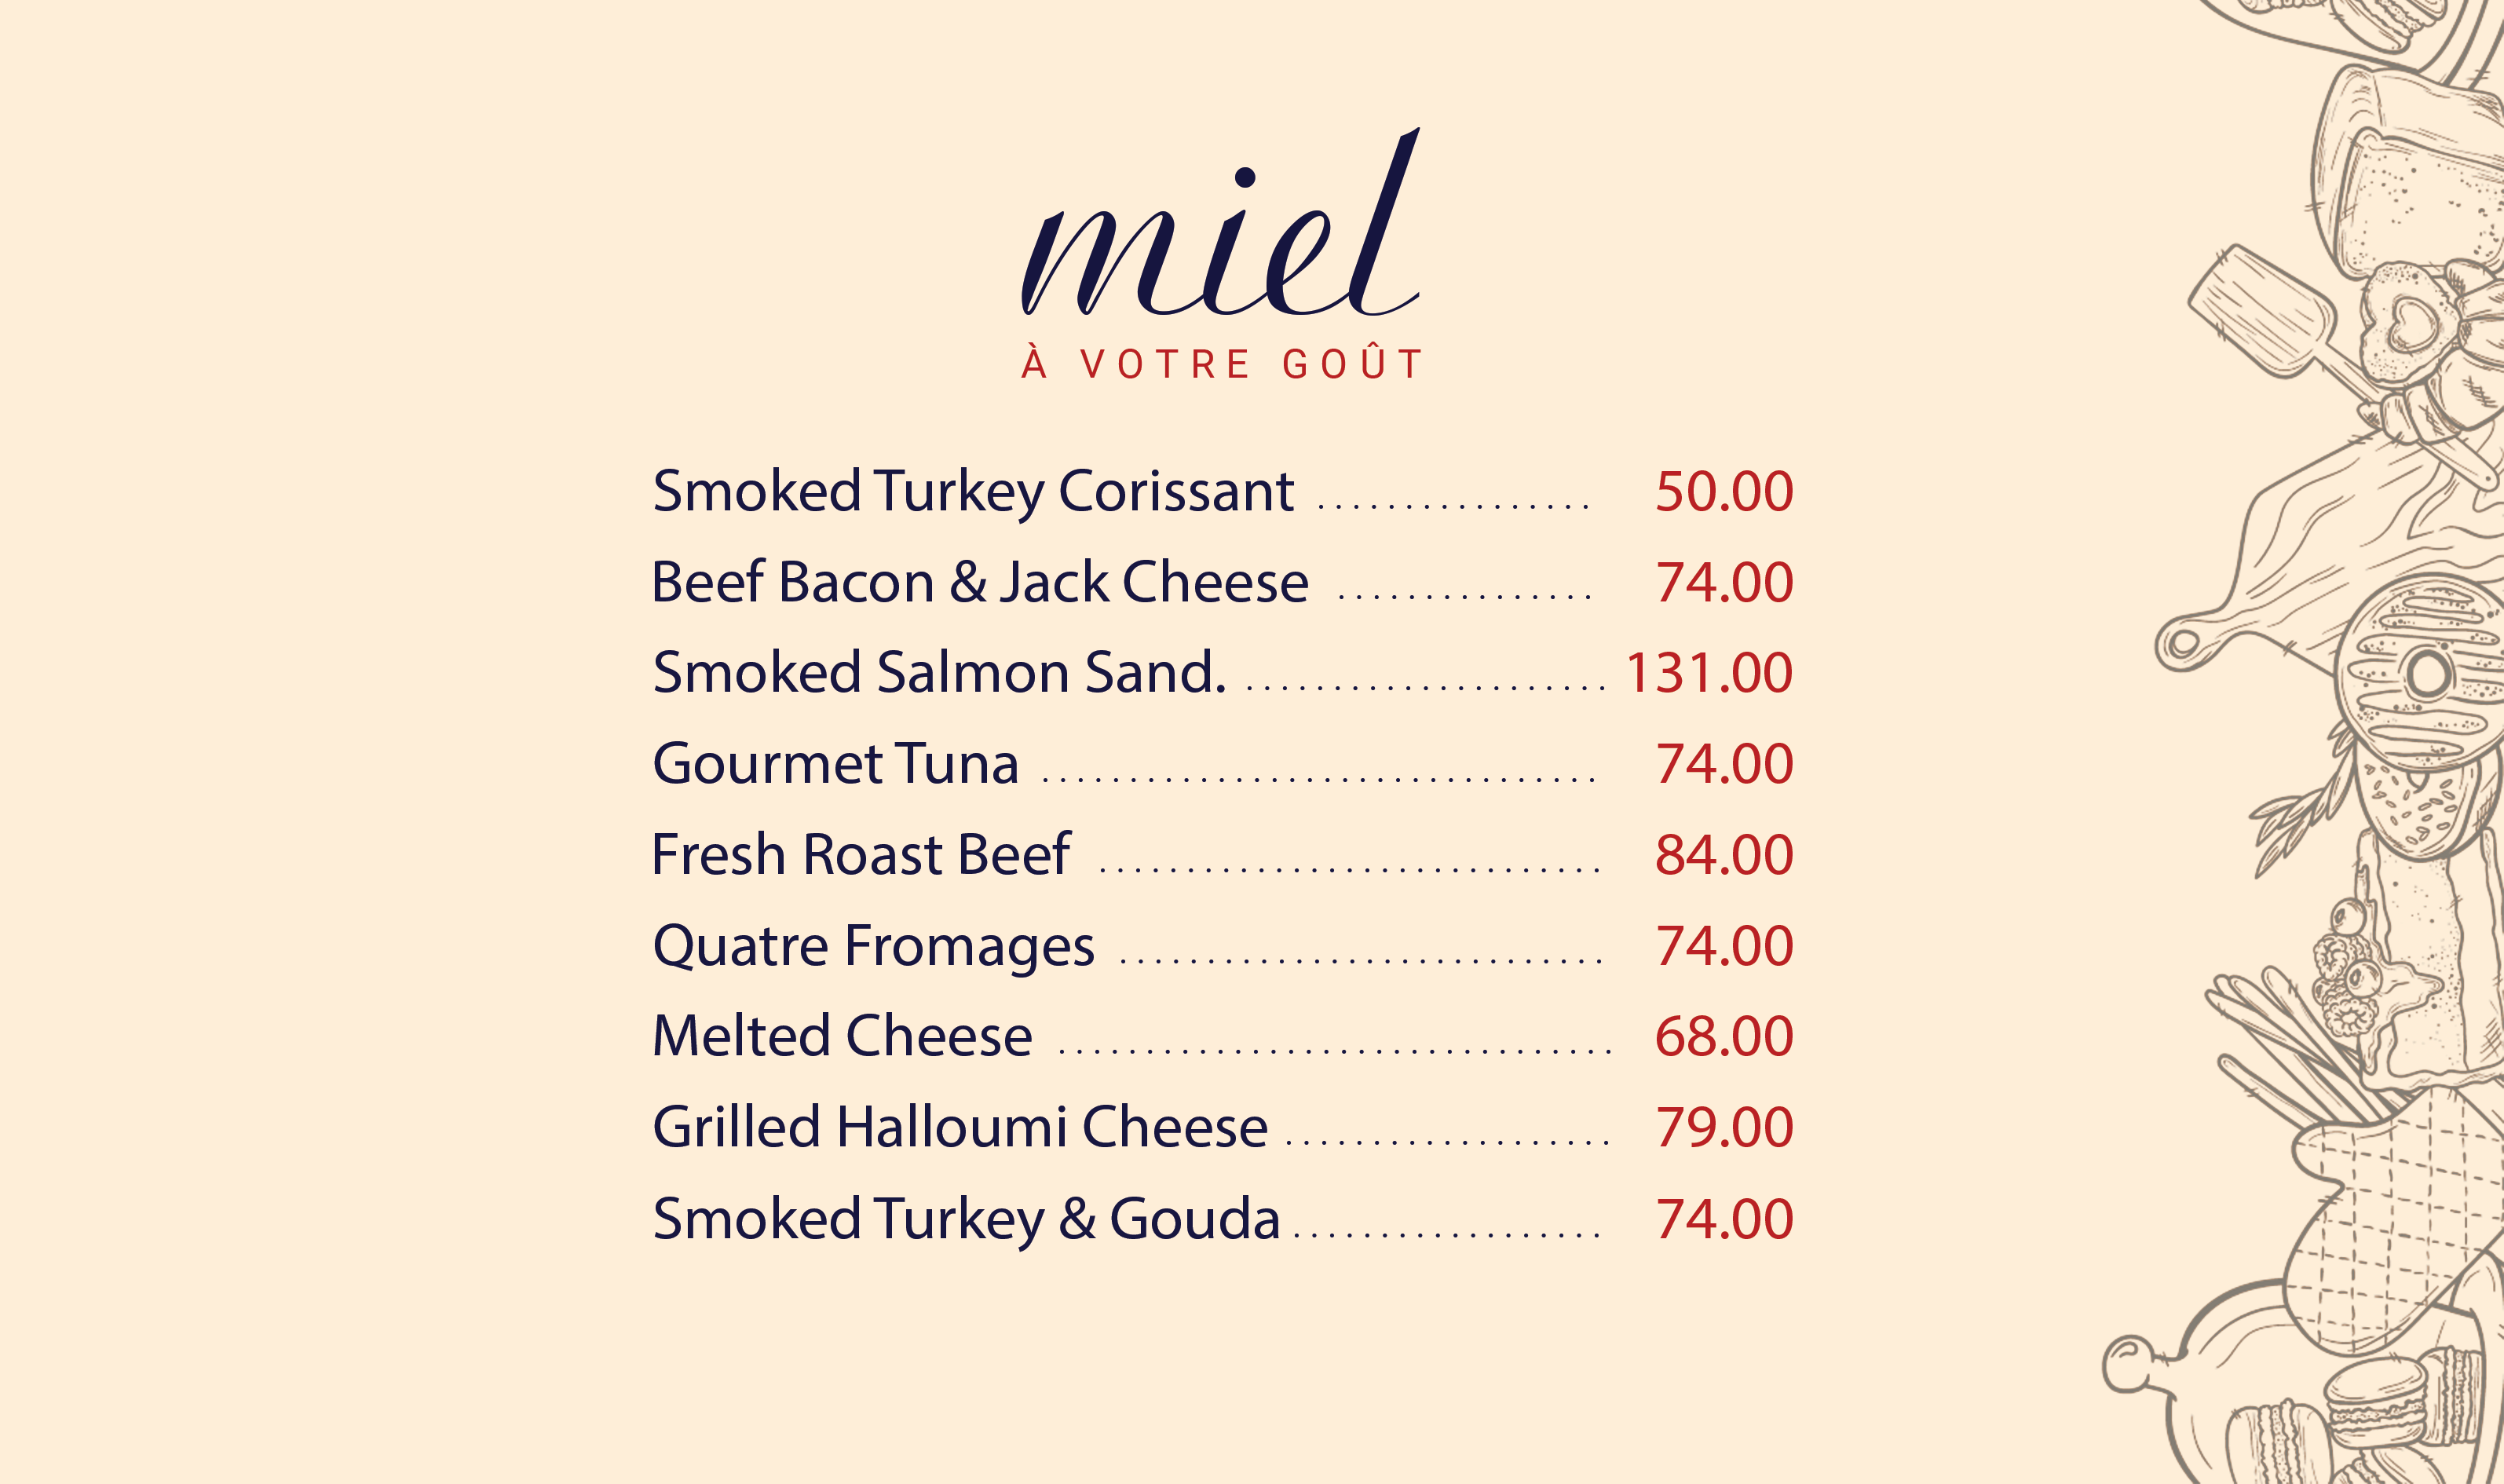 miel
À VOTRE GOÛT
Smoked Turkey Corissant ................ 50.00
Beef Bacon & Jack Cheese ............... 74.00
Smoked Salmon Sand. ..................... 131.00
Gourmet Tuna ................................ 74.00
Fresh Roast Beef ............................. 84.00
Quatre Fromages ............................ 74.00
Melted Cheese ................................ 68.00
Grilled Halloumi Cheese ................... 79.00
Smoked Turkey & Gouda .................. 74.00